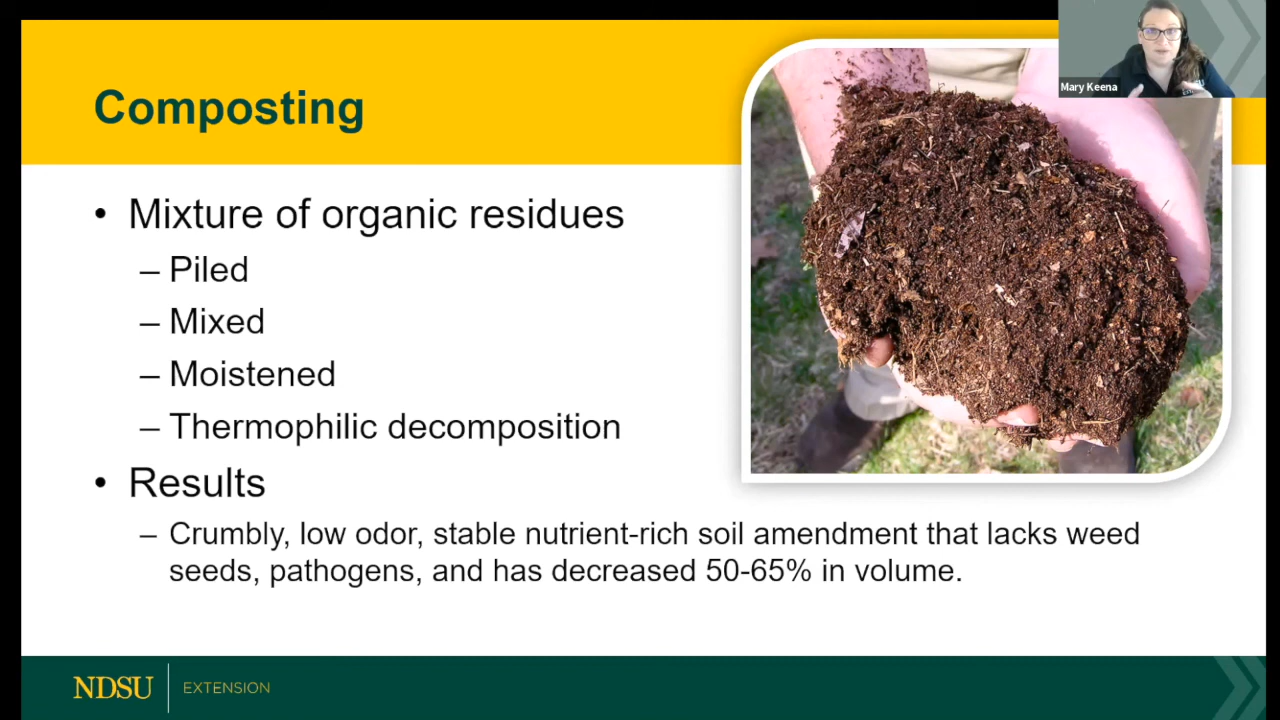 Mary Keena
Composting
• Mixture of organic residues
– Piled
– Mixed
– Moistened
– Thermophilic decomposition
• Results
– Crumbly, low odor, stable nutrient-rich soil amendment that lacks weed
seeds, pathogens, and has decreased 50-65% in volume.
NDSU EXTENSION